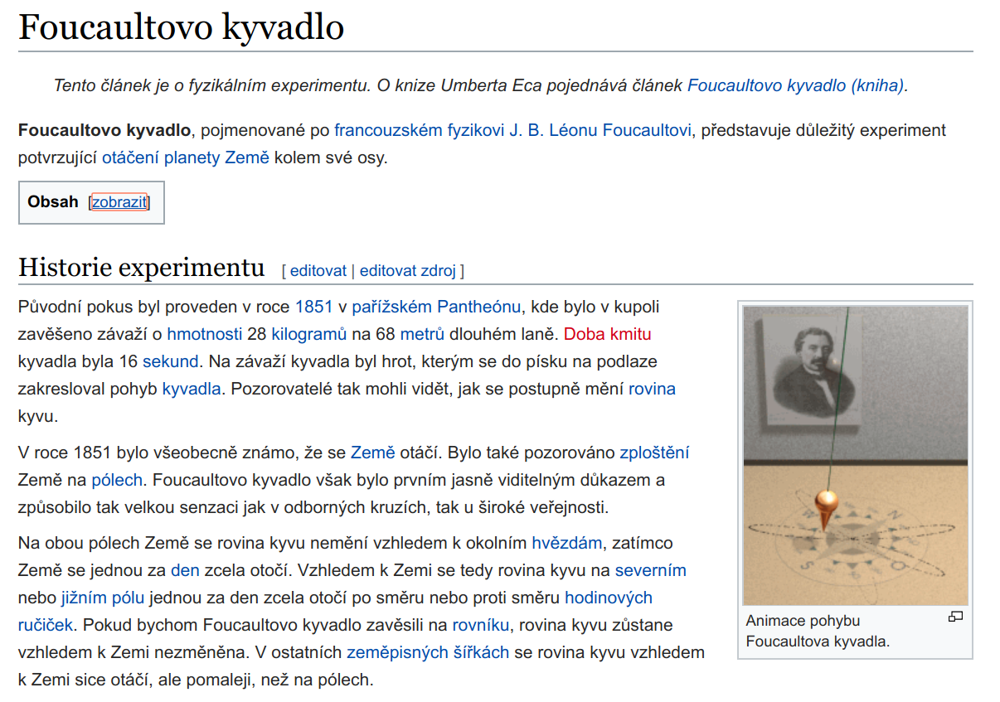 Foucaultovo kyvadlo
Tento článek je o fyzikálním experimentu. O knize Umberta Eca pojednává článek Foucaultovo kyvadlo (kniha).
Foucaultovo kyvadlo, pojmenované po francouzském fyzikovi J. B. Léonu Foucaultovi, představuje důležitý experiment
potvrzující otáčení planety Země kolem své osy.
Obsah [zobrazit]
Historie experimentu [ editovat | editovat zdroj ]
Původní pokus byl proveden v roce 1851 v pařížském Pantheónu, kde bylo v kupoli
zavěšeno závaží o hmotnosti 28 kilogramů na 68 metrů dlouhém laně. Doba kmitu
kyvadla byla 16 sekund. Na závaží kyvadla byl hrot, kterým se do písku na podlaze
zakresloval pohyb kyvadla. Pozorovatelé tak mohli vidět, jak se postupně mění rovina
kyvu.
V roce 1851 bylo všeobecně známo, že se Země otáčí. Bylo také pozorováno zploštění
Země na pólech. Foucaultovo kyvadlo však bylo prvním jasně viditelným důkazem a
způsobilo tak velkou senzaci jak v odborných kruzích, tak u široké veřejnosti.
Na obou pólech Země se rovina kyvu nemění vzhledem k okolním hvězdám, zatímco
Země se jednou za den zcela otočí. Vzhledem k Zemi se tedy rovina kyvu na severním
nebo jižním pólu jednou za den zcela otočí po směru nebo proti směru hodinových
ručiček. Pokud bychom Foucaultovo kyvadlo zavěsili na rovníku, rovina kyvu zůstane
vzhledem k Zemi nezměněna. V ostatních zeměpisných šířkách se rovina kyvu vzhledem
k Zemi sice otáčí, ale pomaleji, než na pólech.
N
S
O
Animace pohybu
Foucaultova kyvadla.